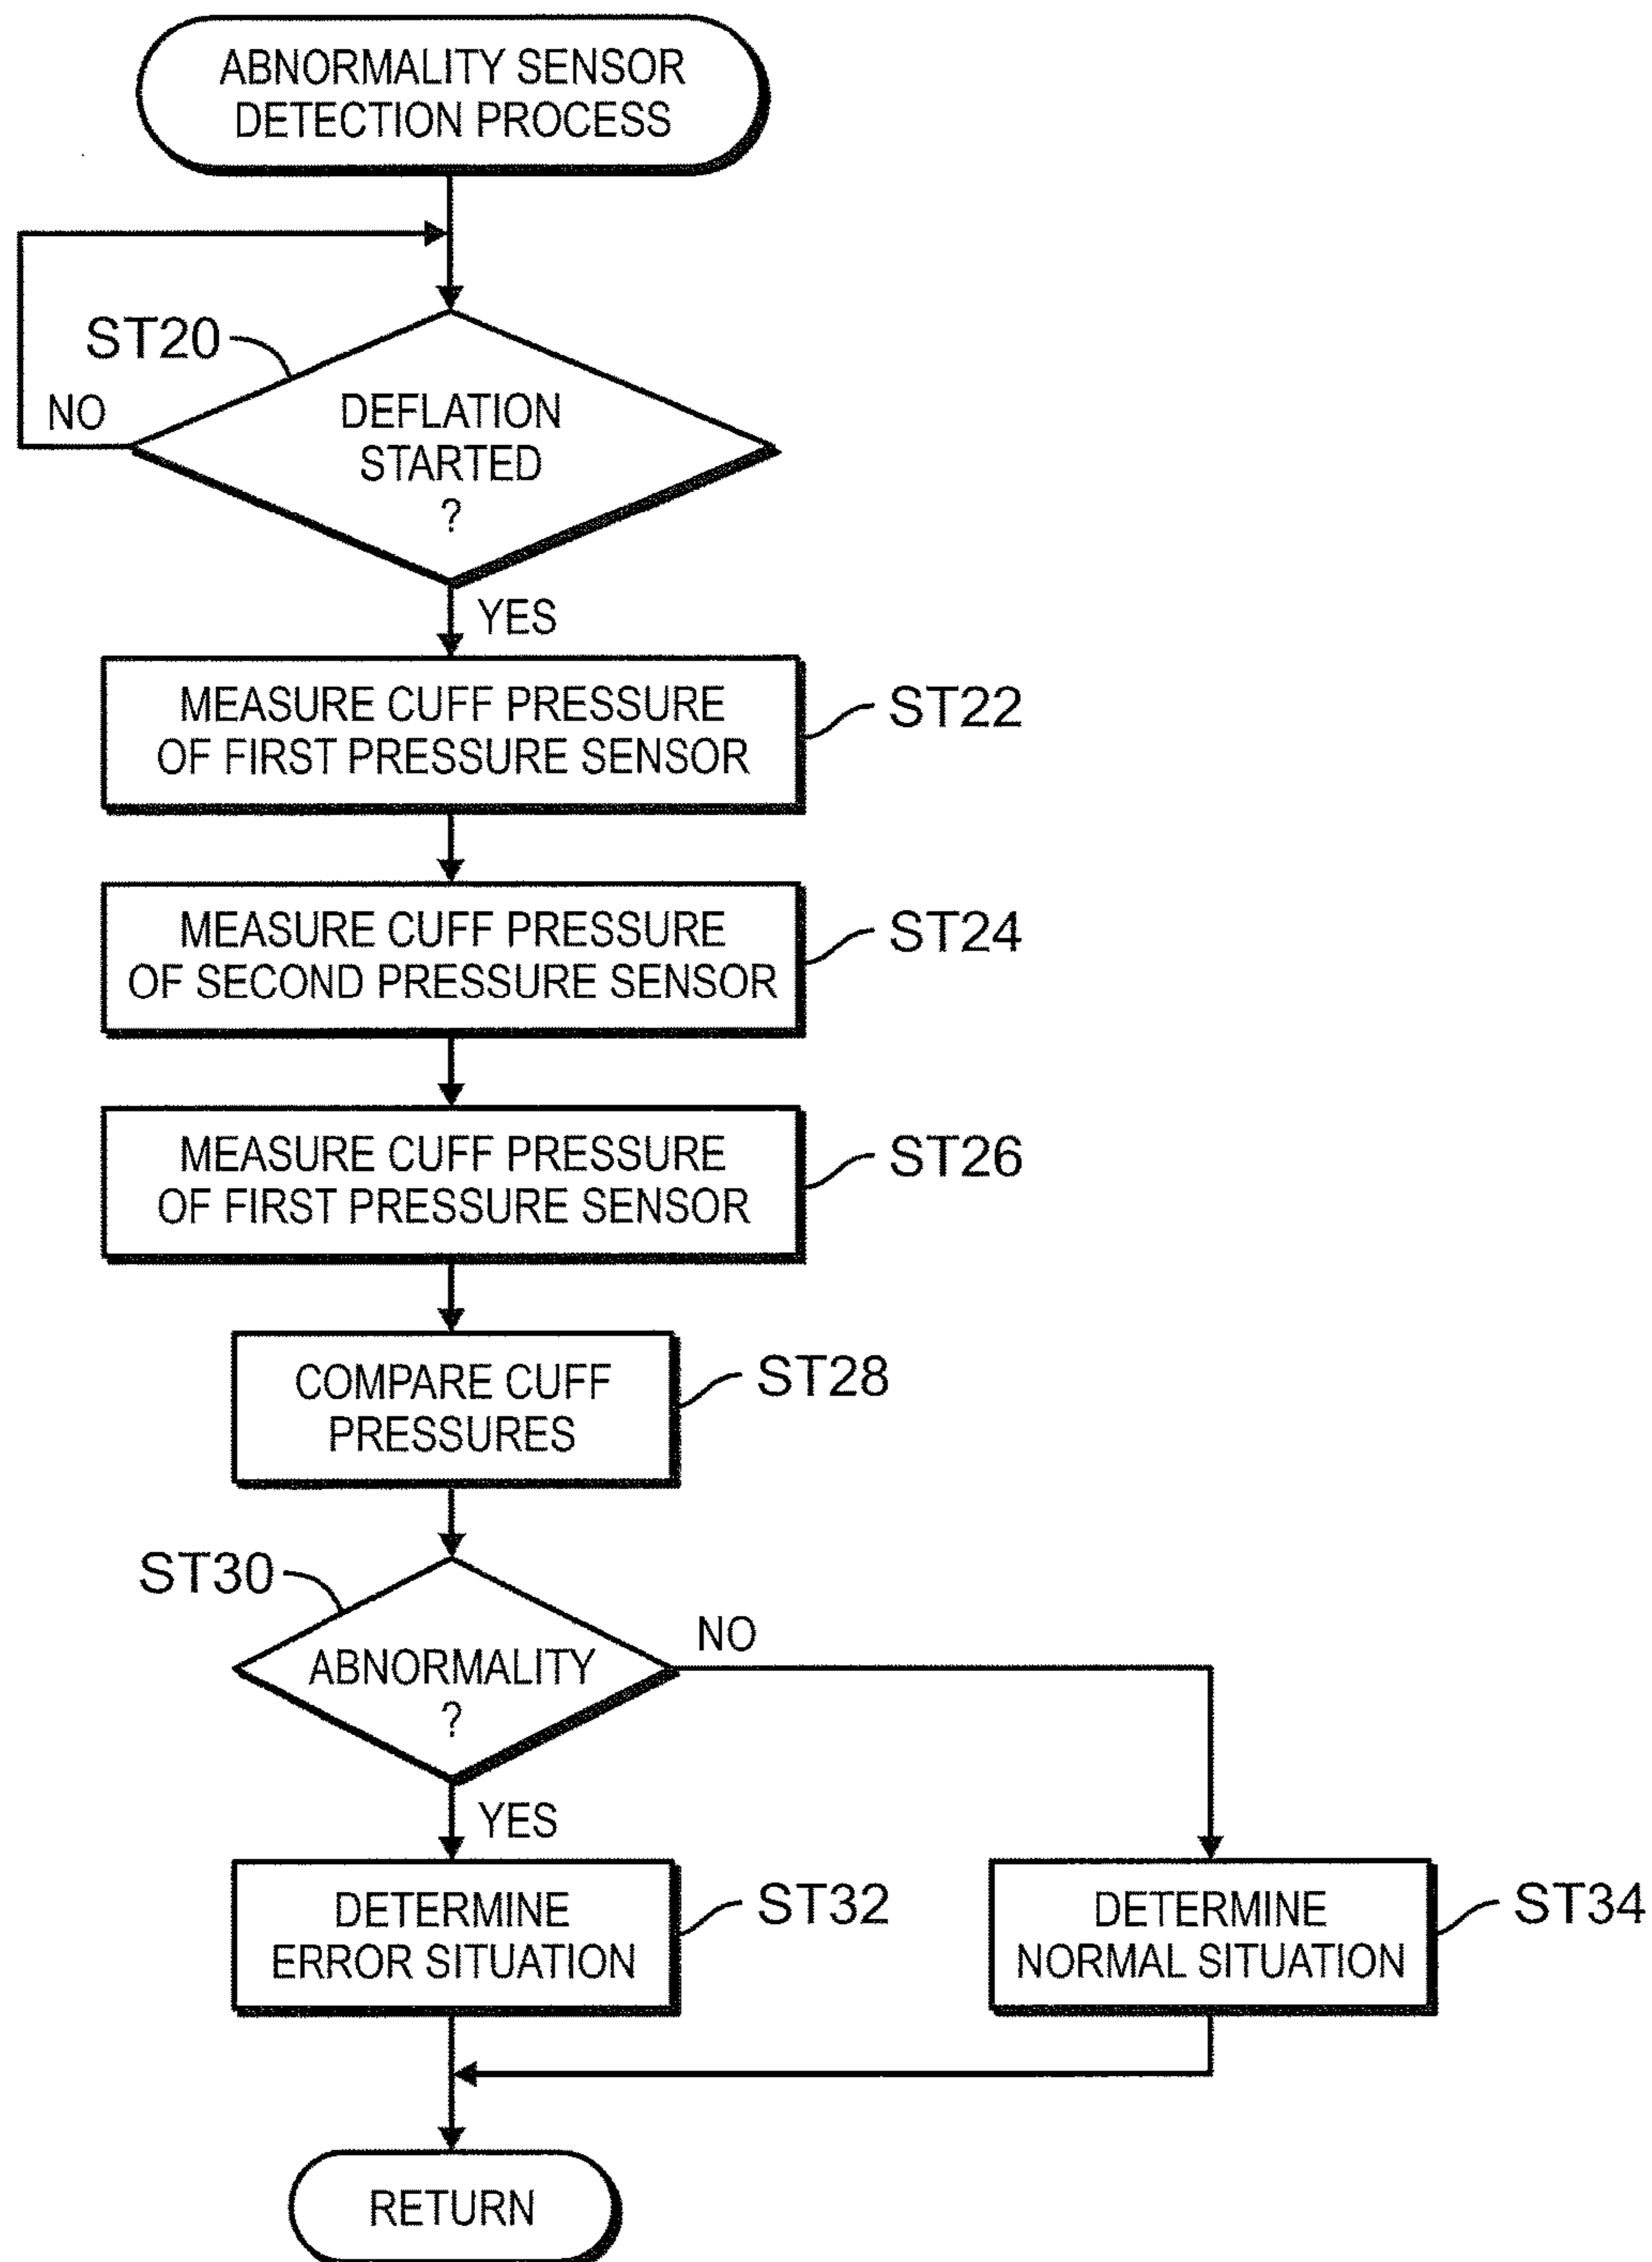 ABNORMALITY SENSOR
DETECTION PROCESS
ST20
NO
DEFLATION
STARTED
?
YES
MEASURE CUFF PRESSURE
OF FIRST PRESSURE SENSOR
ST22
MEASURE CUFF PRESSURE
OF SECOND PRESSURE SENSOR
ST24
MEASURE CUFF PRESSURE
OF FIRST PRESSURE SENSOR
ST26
COMPARE CUFF
PRESSURES
ST28
ST30
ABNORMALITY
?
NO
YES
DETERMINE
ERROR SITUATION
ST32
DETERMINE
NORMAL SITUATION
ST34
RETURN